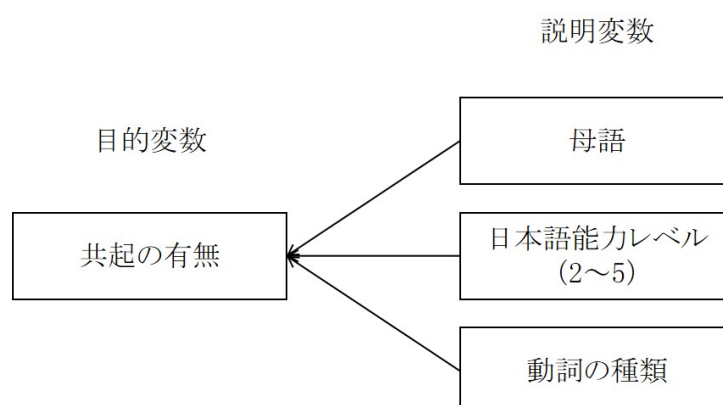 説明変数
目的変数
母語
共起の有無
日本語能力レベル
(2～5)
動詞の種類